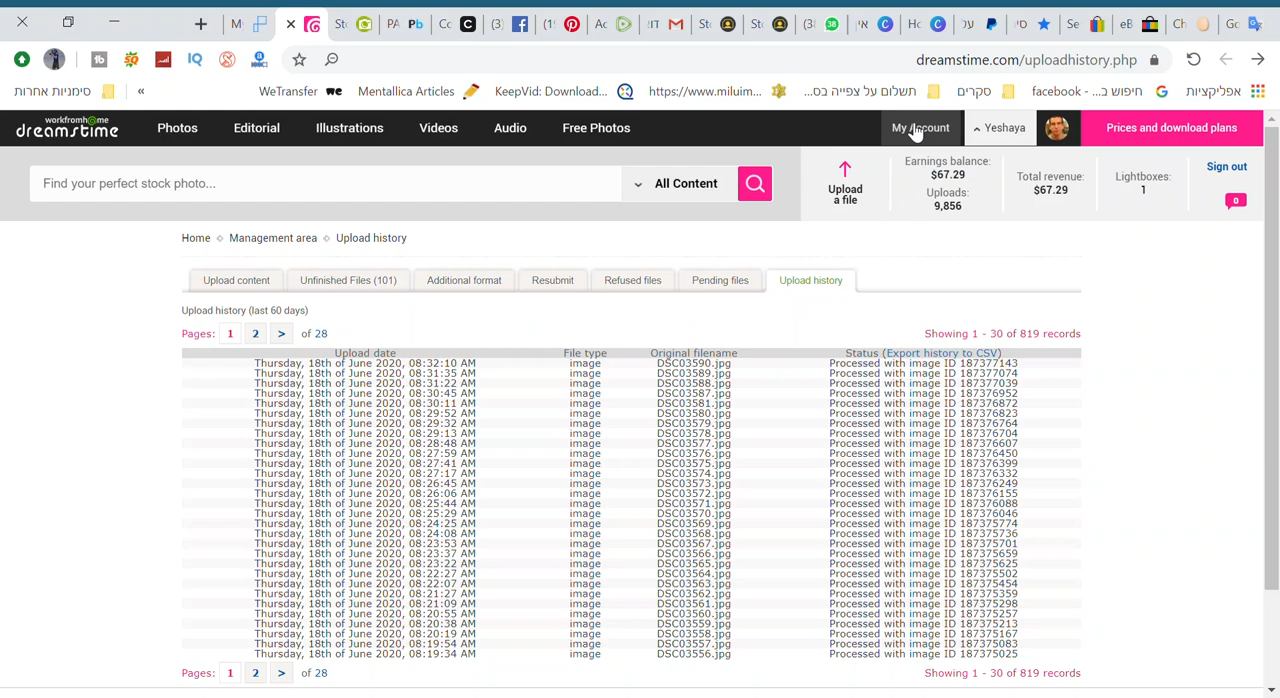 M
St
PA
Pb
Co
C
(3)
(1
Ac
IT
St
St
(3
38
אי
C
Ho
C
עכ
סי
Se
eB
Ch
Go
tb
SQ
IQ
dreamstime.com/uploadhistory.php
סימניות אחרות
»
WeTransfer
we
Mentallica Articles
KeepVid: Download...
https://www.miluim...
תשלום על צפייה בס...
סקרים
facebook - חיפוש ב...
אפליקציות
workfromh me
dreamstime
Photos
Editorial
Illustrations
Videos
Audio
Free Photos
My Account
Yeshaya
Prices and download plans
Find your perfect stock photo...
All Content
Upload
a file
Earnings balance:
$67.29
Uploads:
9,856
Total revenue:
$67.29
Lightboxes:
1
Sign out
0
Home Management area Upload history
Upload content Unfinished Files (101) Additional format Resubmit Refused files Pending files Upload history
Upload history (last 60 days)
Pages: 1 2 > of 28 Showing 1 - 30 of 819 records
Upload date File type Original filename Status (Export history to CSV)
Thursday, 18th of June 2020, 08:32:10 AM image DSC03590.jpg Processed with image ID 187377143
Thursday, 18th of June 2020, 08:31:35 AM image DSC03589.jpg Processed with image ID 187377074
Thursday, 18th of June 2020, 08:31:22 AM image DSC03588.jpg Processed with image ID 187377039
Thursday, 18th of June 2020, 08:30:45 AM image DSC03587.jpg Processed with image ID 187376952
Thursday, 18th of June 2020, 08:30:11 AM image DSC03581.jpg Processed with image ID 187376872
Thursday, 18th of June 2020, 08:29:52 AM image DSC03580.jpg Processed with image ID 187376823
Thursday, 18th of June 2020, 08:29:32 AM image DSC03579.jpg Processed with image ID 187376764
Thursday, 18th of June 2020, 08:29:13 AM image DSC03578.jpg Processed with image ID 187376704
Thursday, 18th of June 2020, 08:28:48 AM image DSC03577.jpg Processed with image ID 187376607
Thursday, 18th of June 2020, 08:27:59 AM image DSC03576.jpg Processed with image ID 187376450
Thursday, 18th of June 2020, 08:27:41 AM image DSC03575.jpg Processed with image ID 187376399
Thursday, 18th of June 2020, 08:27:17 AM image DSC03574.jpg Processed with image ID 187376332
Thursday, 18th of June 2020, 08:26:45 AM image DSC03573.jpg Processed with image ID 187376249
Thursday, 18th of June 2020, 08:26:06 AM image DSC03572.jpg Processed with image ID 187376155
Thursday, 18th of June 2020, 08:25:44 AM image DSC03571.jpg Processed with image ID 187376088
Thursday, 18th of June 2020, 08:25:29 AM image DSC03570.jpg Processed with image ID 187376046
Thursday, 18th of June 2020, 08:24:25 AM image DSC03569.jpg Processed with image ID 187375774
Thursday, 18th of June 2020, 08:24:08 AM image DSC03568.jpg Processed with image ID 187375736
Thursday, 18th of June 2020, 08:23:53 AM image DSC03567.jpg Processed with image ID 187375701
Thursday, 18th of June 2020, 08:23:37 AM image DSC03566.jpg Processed with image ID 187375659
Thursday, 18th of June 2020, 08:23:22 AM image DSC03565.jpg Processed with image ID 187375625
Thursday, 18th of June 2020, 08:22:27 AM image DSC03564.jpg Processed with image ID 187375502
Thursday, 18th of June 2020, 08:22:07 AM image DSC03563.jpg Processed with image ID 187375454
Thursday, 18th of June 2020, 08:21:27 AM image DSC03562.jpg Processed with image ID 187375359
Thursday, 18th of June 2020, 08:21:09 AM image DSC03561.jpg Processed with image ID 187375298
Thursday, 18th of June 2020, 08:20:55 AM image DSC03560.jpg Processed with image ID 187375257
Thursday, 18th of June 2020, 08:20:38 AM image DSC03559.jpg Processed with image ID 187375213
Thursday, 18th of June 2020, 08:20:19 AM image DSC03558.jpg Processed with image ID 187375167
Thursday, 18th of June 2020, 08:19:54 AM image DSC03557.jpg Processed with image ID 187375083
Thursday, 18th of June 2020, 08:19:34 AM image DSC03556.jpg Processed with image ID 187375025
Pages: 1 2 > of 28 Showing 1 - 30 of 819 records